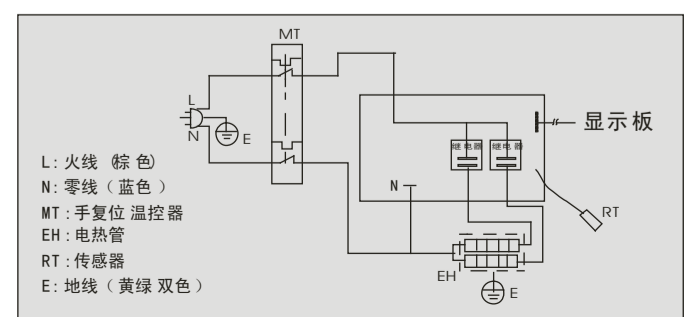 MT
L
N
E
显示板
继电器 继电器
N
RT
EH
E
L: 火线 (棕 色)
N: 零线 ( 蓝色 )
MT : 手复位 温控器
EH : 电热管
RT : 传感器
E: 地线 ( 黄绿 双色 )